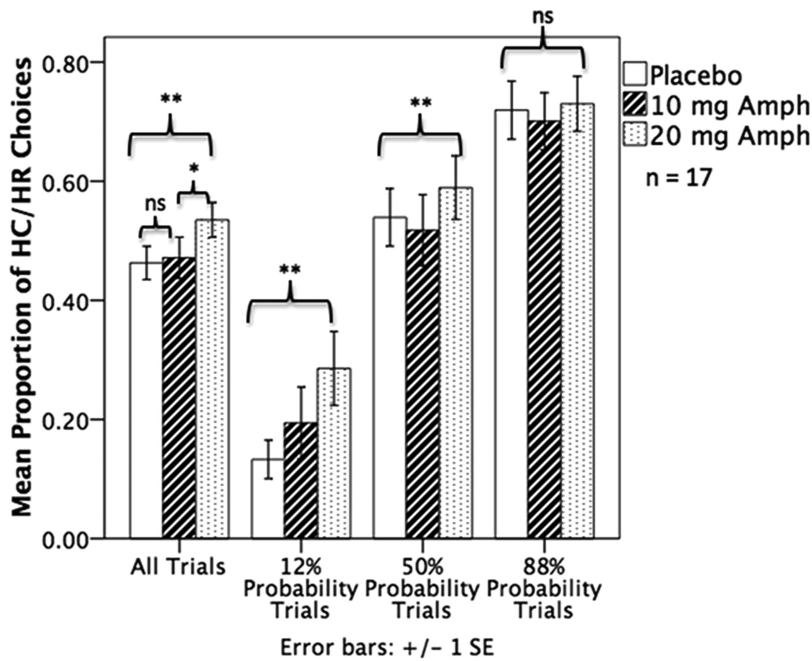 ns
0.80
Placebo
10 mg Amph
20 mg Amph
n = 17
**
**
*
0.60
ns
**
0.40
0.20
0.00
Mean Proportion of HC/HR Choices
All Trials
12%
Probability
Trials
50%
Probability
Trials
88%
Probability
Trials
Error bars: +/- 1 SE